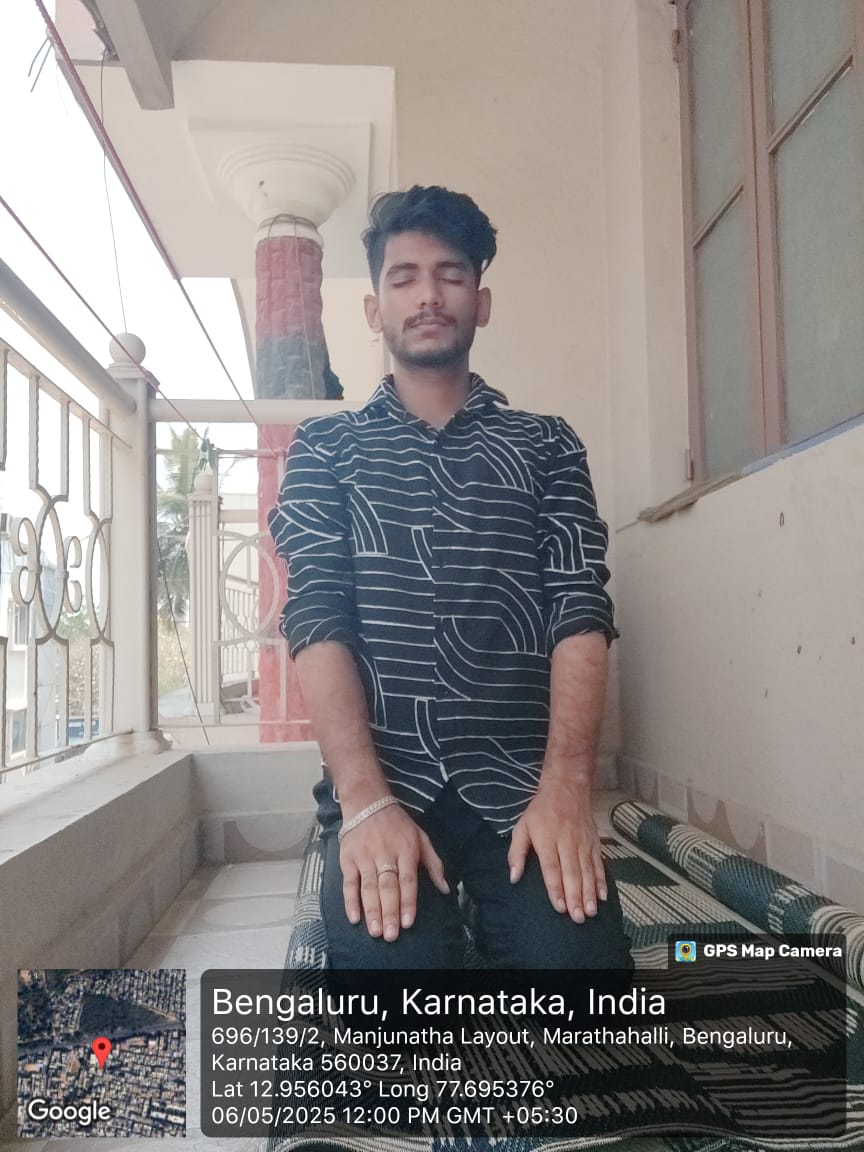 GPS Map Camera
Bengaluru, Karnataka, India
696/139/2, Manjunatha Layout, Marathahalli, Bengaluru,
Karnataka 560037, India
Lat 12.956043° Long 77.695376°
06/05/2025 12:00 PM GMT +05:30
Google